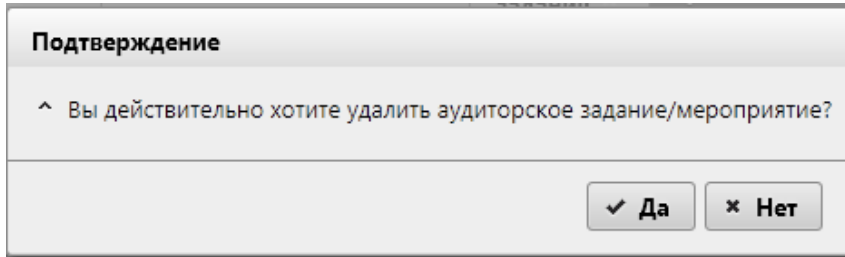 Подтверждение
^ Вы действительно хотите удалить аудиторское задание/мероприятие?
Да
Нет